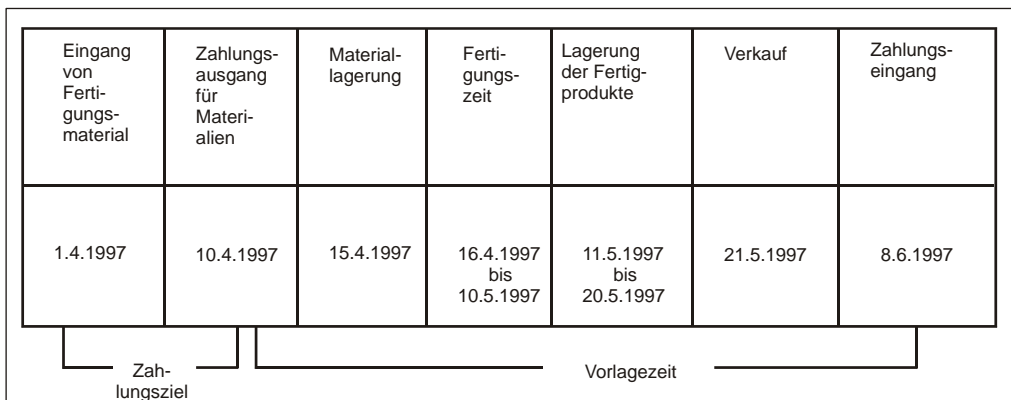 Eingang
von
Ferti-
gungs-
material
Zahlungs-
ausgang
für
Materi-
alien
Material-
lagerung
Ferti-
gungs-
zeit
Lagerung
der Fertig-
produkte
Verkauf
Zahlungs-
eingang
1.4.1997
10.4.1997
15.4.1997
16.4.1997
bis
10.5.1997
11.5.1997
bis
20.5.1997
21.5.1997
8.6.1997
Zah-
lungsziel
Vorlagezeit